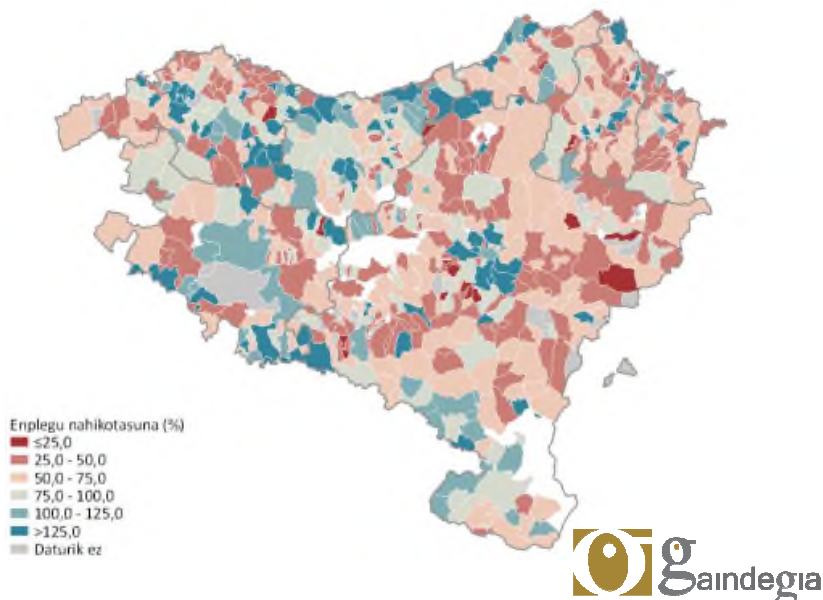 Enplegu nahikotasuna (%)
≤25,0
25,0 - 50,0
50,0 - 75,0
75,0 - 100,0
100,0 - 125,0
>125,0
Daturik ez
gaindegia